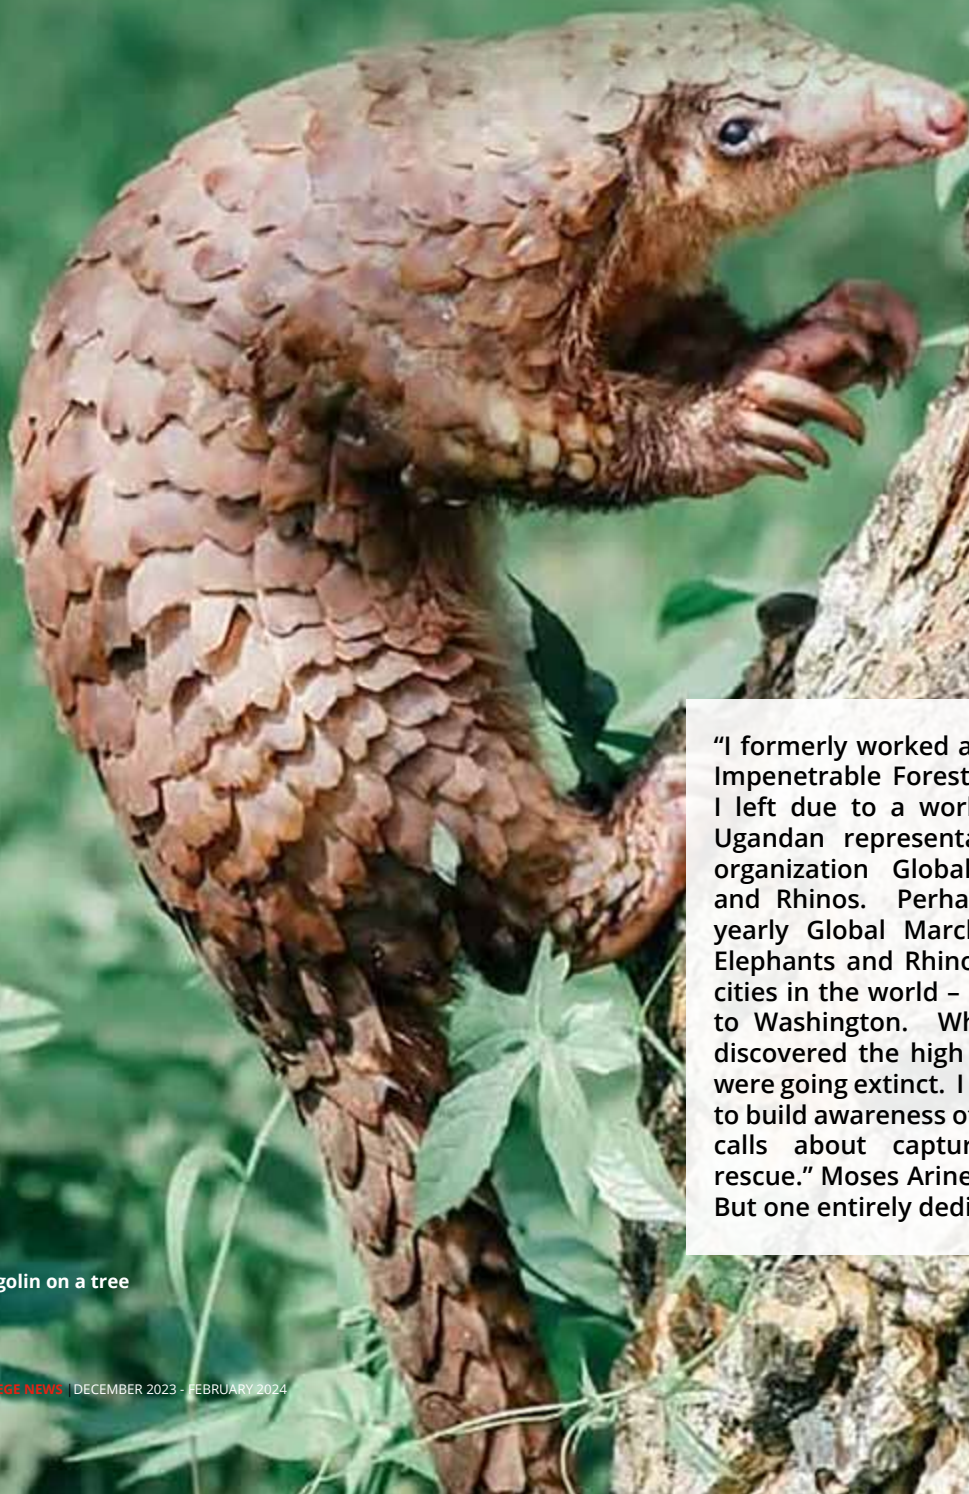 “I formerly worked a
Impenetrable Forest
I left due to a worl
Ugandan representa
organization Global
and Rhinos. Perha
yearly Global March
Elephants and Rhino
cities in the world –
to Washington. Wh
discovered the high
were going extinct. I
to build awareness of
calls about captur
rescue.” Moses Arine
But one entirely dedi
golin on a tree
EGE NEWS | DECEMBER 2023 - FEBRUARY 2024